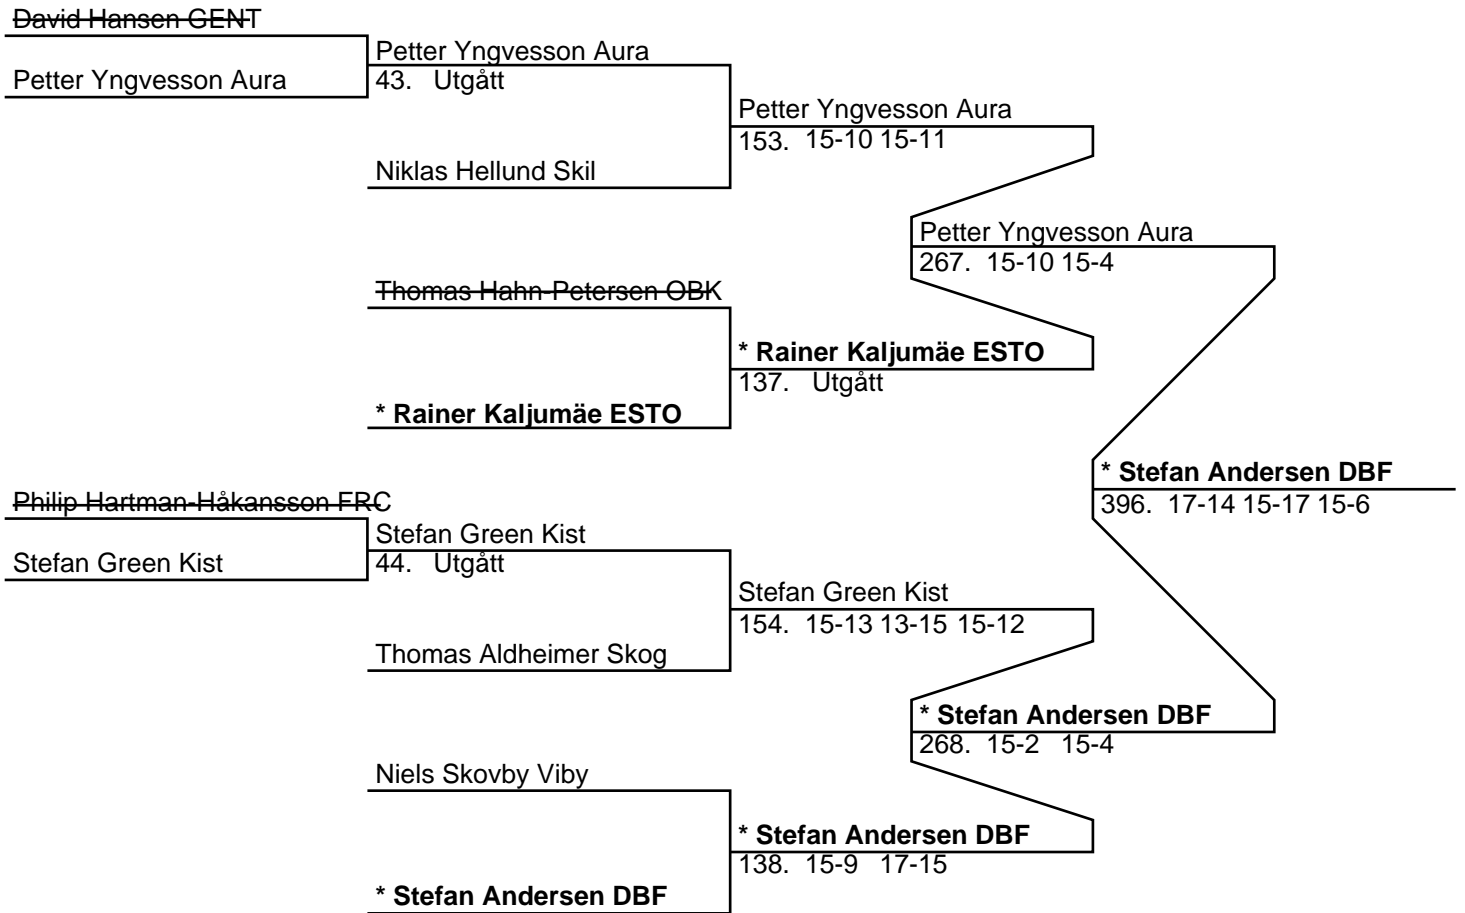 David Hansen GENT
Petter Yngvesson Aura
Petter Yngvesson Aura
43. Utgått
Petter Yngvesson Aura
153. 15-10 15-11
Niklas Hellund Skil
Petter Yngvesson Aura
267. 15-10 15-4
Thomas Hahn-Petersen OBK
* Rainer Kaljumäe ESTO
137. Utgått
* Rainer Kaljumäe ESTO
* Stefan Andersen DBF
396. 17-14 15-17 15-6
Philip Hartman-Håkansson FRC
Stefan Green Kist
44. Utgått
Stefan Green Kist
Stefan Green Kist
154. 15-13 13-15 15-12
Thomas Aldheimer Skog
* Stefan Andersen DBF
268. 15-2 15-4
Niels Skovby Viby
* Stefan Andersen DBF
138. 15-9 17-15
* Stefan Andersen DBF